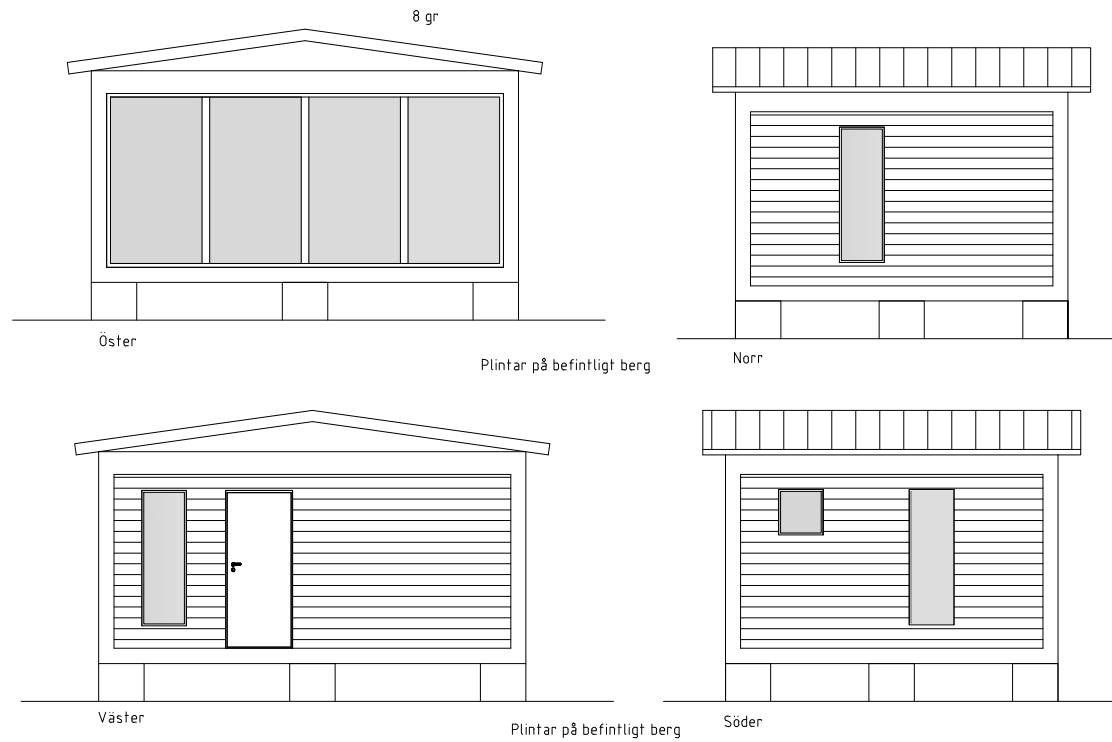 8 gr
Öster
Plintar på befintligt berg
Norr
Väster
Plintar på befintligt berg
Söder